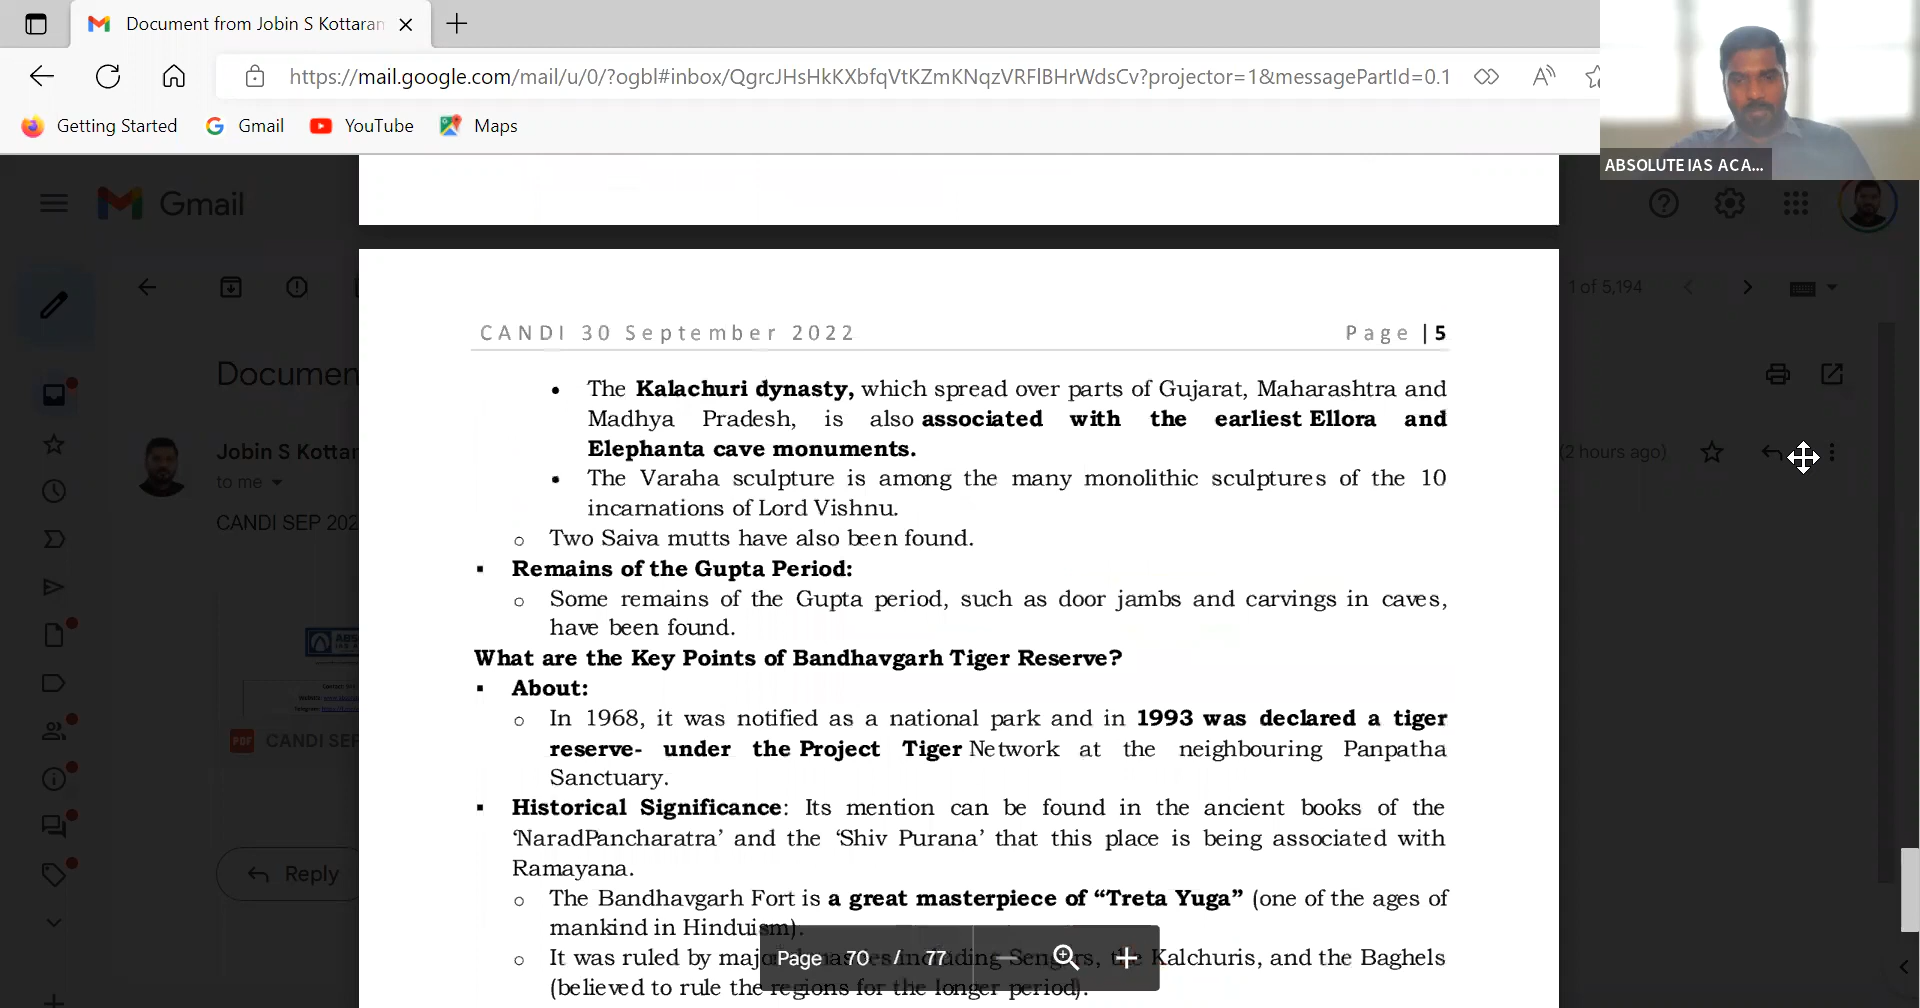 Document from Jobin S Kottaran
https://mail.google.com/mail/u/0/?ogbl#inbox/QgrcJHsHkKXbfqVtKZmKNqzVRFlBHrWdsCv?projector=1&messagePartId=0.1
Getting Started
Gmail
YouTube
Maps
ABSOLUTE IAS ACA...
Gmail
1 of 5,194
CANDI 30 September 2022 Page |5
Documen
• The Kalachuri dynasty, which spread over parts of Gujarat, Maharashtra and
Madhya Pradesh, is also associated with the earliest Ellora and
Elephanta cave monuments.
Jobin S Kottar
(2 hours ago)
to me
• The Varaha sculpture is among the many monolithic sculptures of the 10
incarnations of Lord Vishnu.
CANDI SEP 202
o Two Saiva mutts have also been found.
▪ Remains of the Gupta Period:
o Some remains of the Gupta period, such as door jambs and carvings in caves,
have been found.
What are the Key Points of Bandhavgarh Tiger Reserve?
▪ About:
o In 1968, it was notified as a national park and in 1993 was declared a tiger
reserve- under the Project Tiger Network at the neighbouring Panpatha
Sanctuary.
PDF CANDI SEP
▪ Historical Significance: Its mention can be found in the ancient books of the
‘NaradPancharatra’ and the ‘Shiv Purana’ that this place is being associated with
Ramayana.
Reply
o The Bandhavgarh Fort is a great masterpiece of “Treta Yuga” (one of the ages of
mankind in Hinduism).
o It was ruled by major dynasties including Sengars, the Kalchuris, and the Baghels
(believed to rule the regions for the longer period).
Page 70 / 77